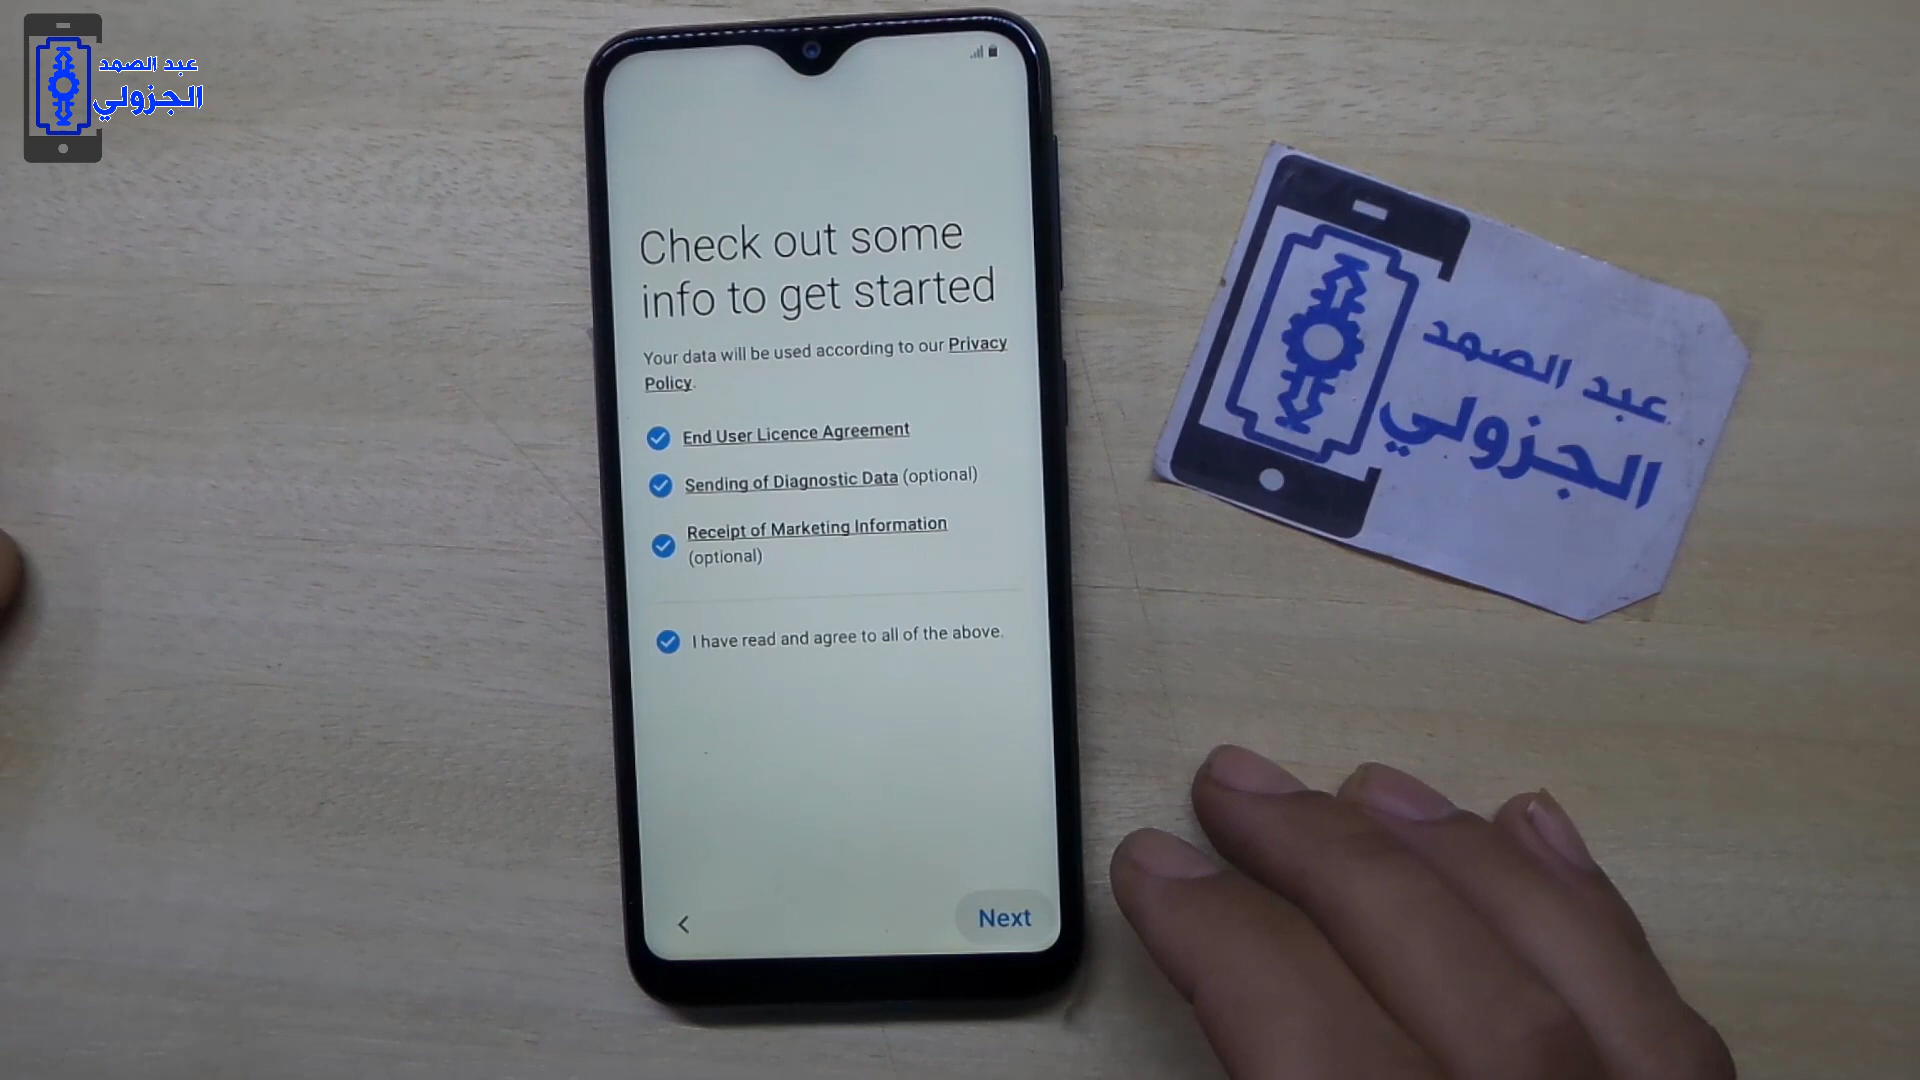 عبد الصمد
الجزولي
Check out some
info to get started
Your data will be used according to our Privacy
Policy.
End User Licence Agreement
Sending of Diagnostic Data (optional)
Receipt of Marketing Information
(optional)
I have read and agree to all of the above.
Next
عبد الصمد
الجزولي